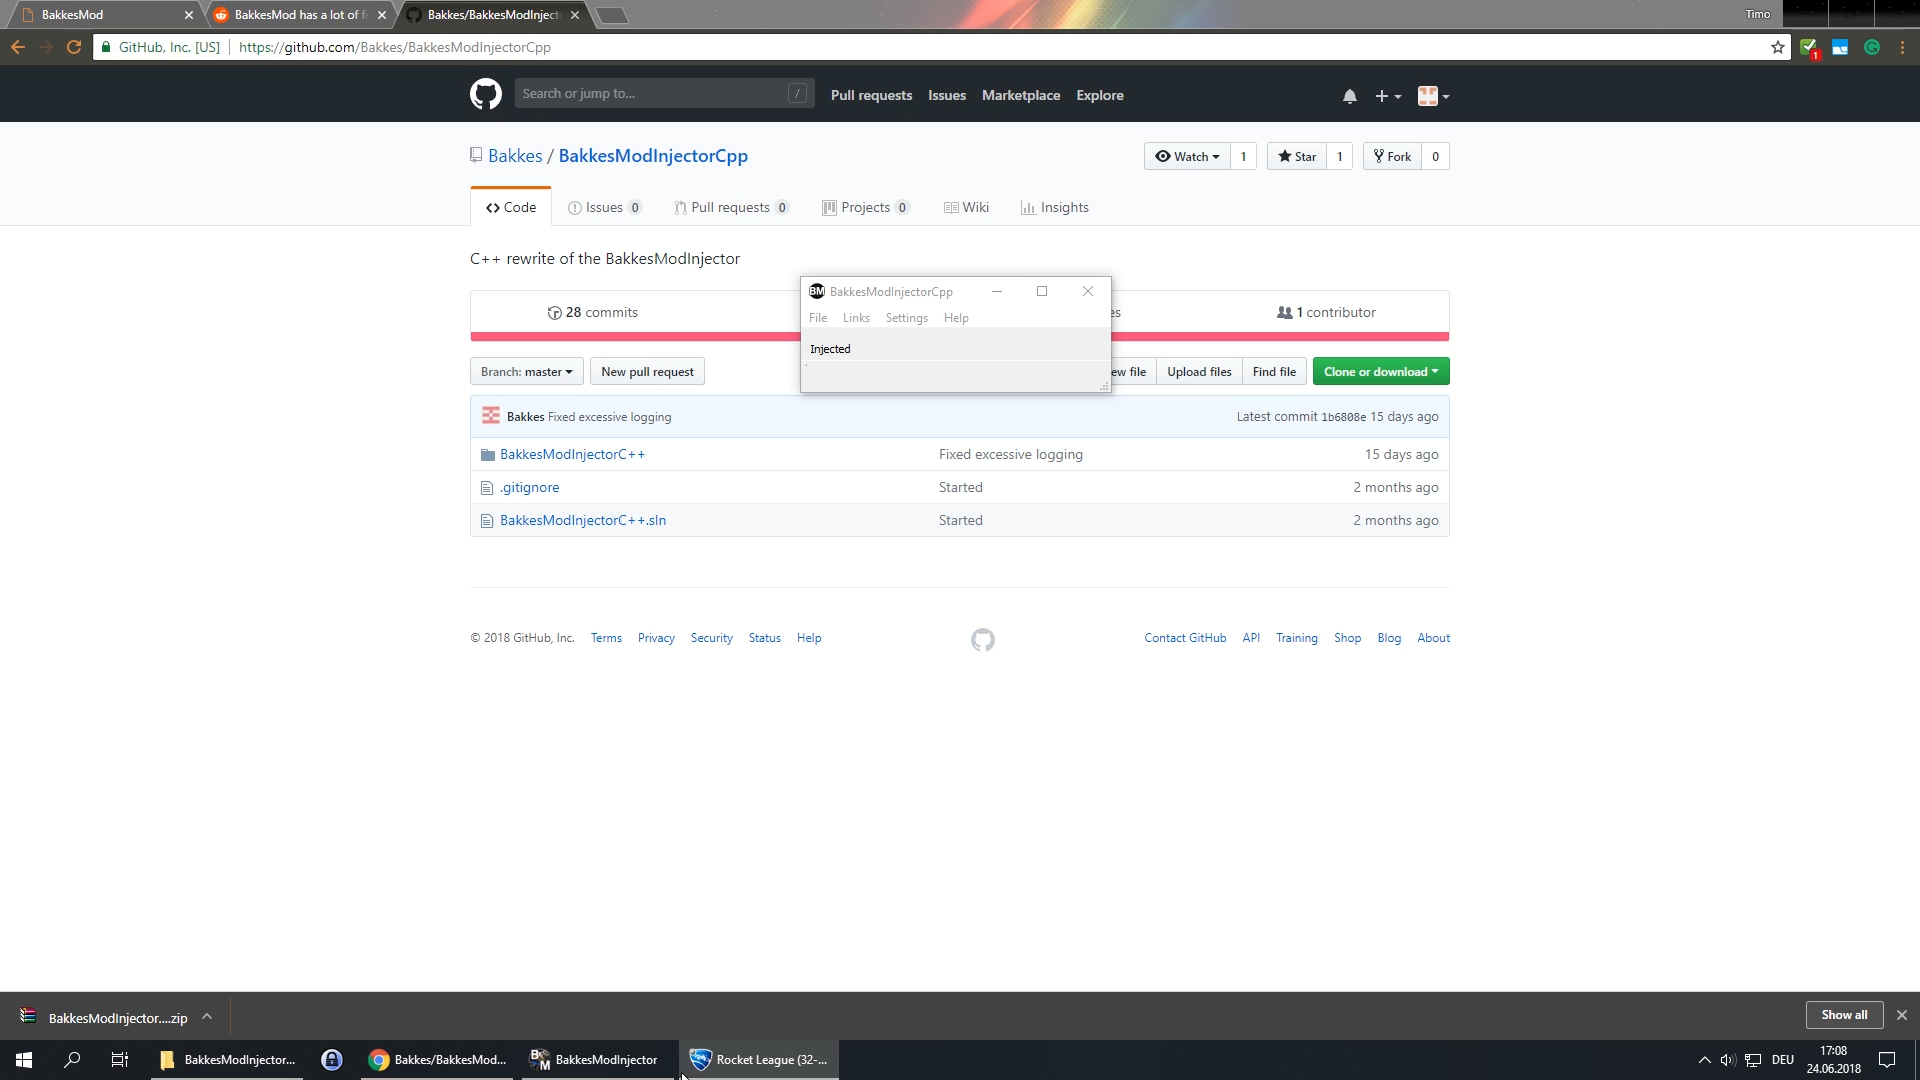 BakkesMod
BakkesMod has a lot of f
Bakkes/BakkesModInject
Timo
GitHub, Inc. [US]
https://github.com/Bakkes/BakkesModInjectorCpp
1
Search or jump to...
/
Pull requests
Issues
Marketplace
Explore
Bakkes / BakkesModInjectorCpp
Watch
1
Star
1
Fork
0
Code
Issues 0
Pull requests 0
Projects 0
Wiki
Insights
C++ rewrite of the BakkesModInjector
28 commits
es
1 contributor
BM
BakkesModInjectorCpp
File
Links
Settings
Help
Injected
Branch: master
New pull request
ew file
Upload files
Find file
Clone or download
Bakkes Fixed excessive logging
Latest commit 1b6808e 15 days ago
BakkesModInjectorC++
Fixed excessive logging
15 days ago
.gitignore
Started
2 months ago
BakkesModInjectorC++.sln
Started
2 months ago
© 2018 GitHub, Inc.
Terms
Privacy
Security
Status
Help
Contact GitHub
API
Training
Shop
Blog
About
BakkesModInjector....zip
Show all
BakkesModInjector...
Bakkes/BakkesMod...
BM
BakkesModInjector
Rocket League (32-...
DEU
17:08
24.06.2018